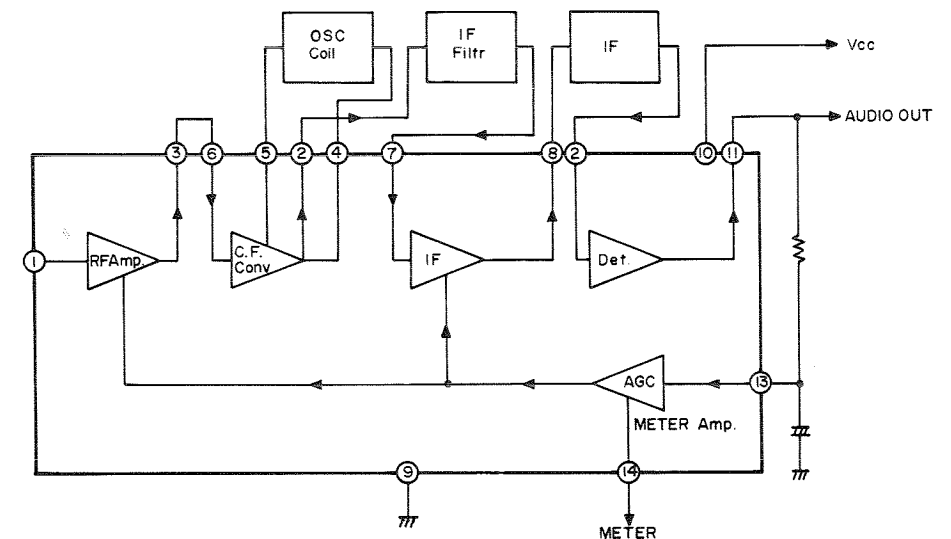 OSC
Coil
IF
Filtr
IF
Vcc
AUDIO OUT
3
6
5
2
4
7
8
2
10
11
1
RFAmp.
C.F.
Conv
IF
Det.
AGC
13
METER Amp.
9
14
METER